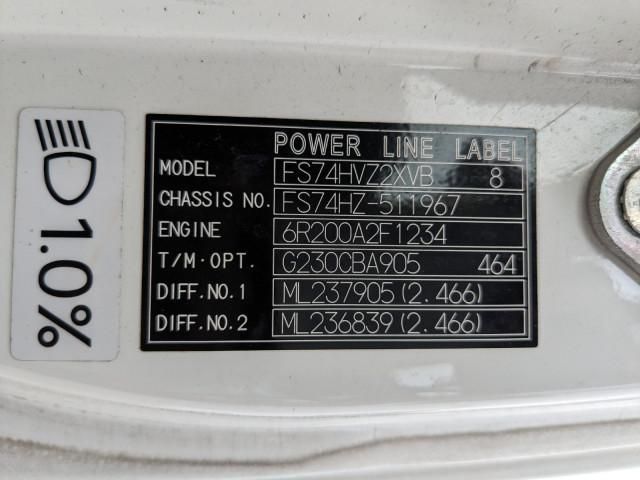 POWER LINE LABEL
MODEL FS74HVZ2XVB 8
CHASSIS NO. FS74HZ-511967
ENGINE 6R200A2F1234
T/M·OPT. G230CBA905 464
DIFF.NO.1 ML237905(2.466)
DIFF.NO.2 ML236839(2.466)
1.0%